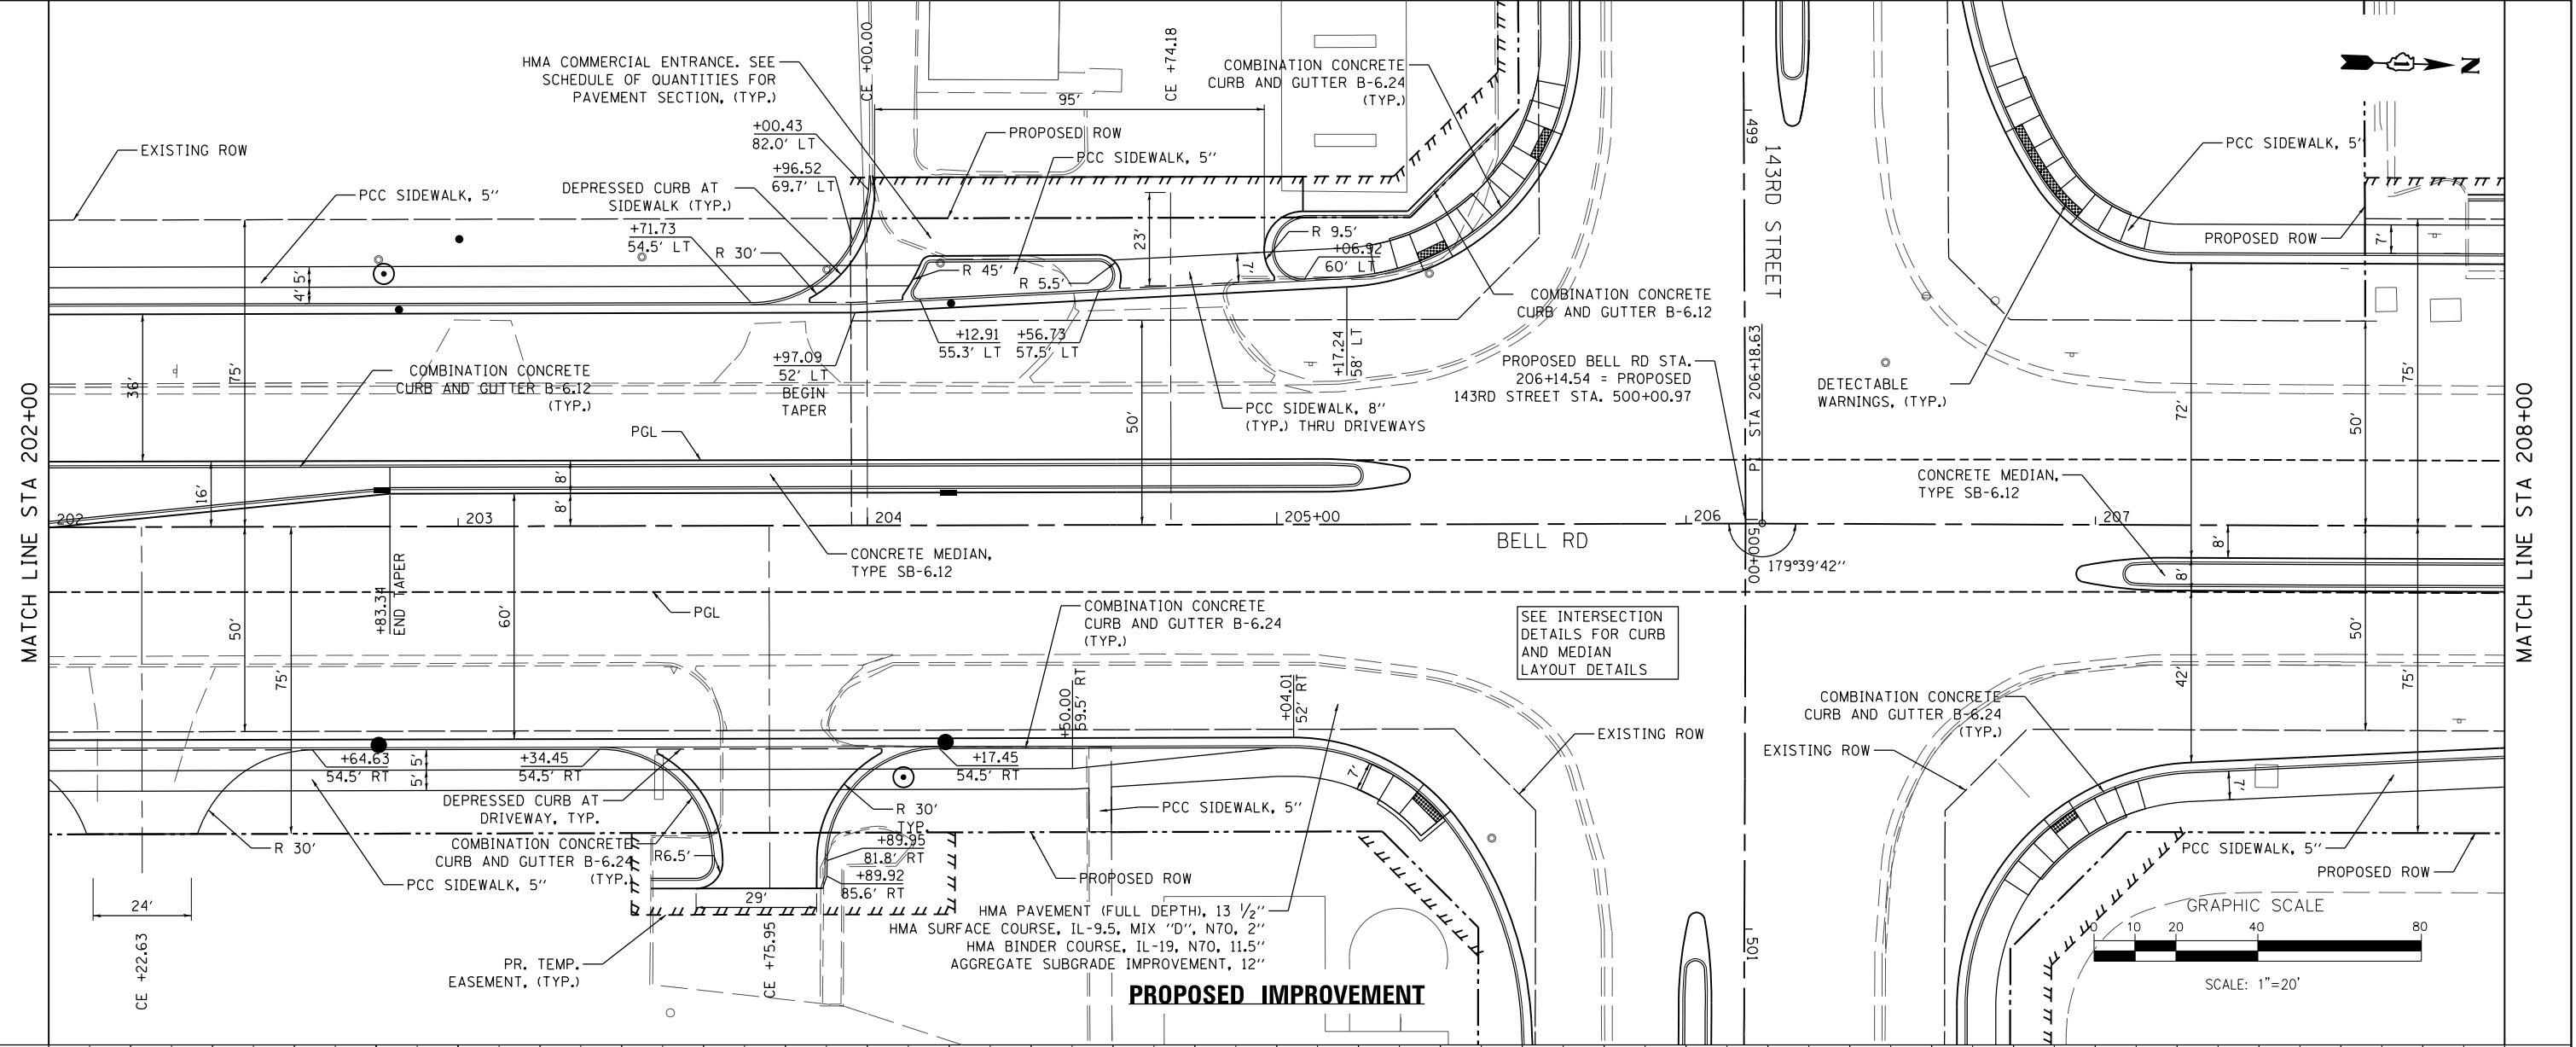 MATCH LINE STA 202+00
EXISTING ROW
PCC SIDEWALK, 5''
HMA COMMERCIAL ENTRANCE. SEE
SCHEDULE OF QUANTITIES FOR
PAVEMENT SECTION, (TYP.)
DEPRESSED CURB AT
SIDEWALK (TYP.)
+00.43
82.0' LT
+96.52
69.7' LT
+71.73
54.5' LT
R 30'
CE +00.00
95'
CE +74.18
PROPOSED ROW
PCC SIDEWALK, 5''
COMBINATION CONCRETE
CURB AND GUTTER B-6.24
(TYP.)
23'
R 45'
R 5.5'
7'
R 9.5'
+06.92
60' LT
4' 5'
36'
75'
16'
COMBINATION CONCRETE
CURB AND GUTTER B-6.12
(TYP.)
+97.09
52' LT
BEGIN
TAPER
+12.91
55.3' LT
+56.73
57.5' LT
50'
+17.24
58' LT
PCC SIDEWALK, 8''
(TYP.) THRU DRIVEWAYS
COMBINATION CONCRETE
CURB AND GUTTER B-6.12
PROPOSED BELL RD STA.
206+14.54 = PROPOSED
143RD STREET STA. 500+00.97
499
143RD STREET
PI STA 206+18.63
N
PCC SIDEWALK, 5''
PROPOSED ROW
7'
DETECTABLE
WARNINGS, (TYP.)
72'
50'
75'
CONCRETE MEDIAN,
TYPE SB-6.12
PGL
8'
8'
202
203
204
205+00
206
207
BELL RD
500+00
179°39'42''
8'
8'
MATCH LINE STA 208+00
+83.34
END TAPER
CONCRETE MEDIAN,
TYPE SB-6.12
PGL
50'
75'
60'
COMBINATION CONCRETE
CURB AND GUTTER B-6.24
(TYP.)
+50.00
59.5' RT
+04.01
52' RT
SEE INTERSECTION
DETAILS FOR CURB
AND MEDIAN
LAYOUT DETAILS
EXISTING ROW
COMBINATION CONCRETE
CURB AND GUTTER B-6.24
(TYP.)
EXISTING ROW
42'
50'
75'
7'
+64.63
54.5' RT
5' 5'
+34.45
54.5' RT
+17.45
54.5' RT
7'
DEPRESSED CURB AT
DRIVEWAY, TYP.
R 30'
TYP.
PCC SIDEWALK, 5''
R 30'
PCC SIDEWALK, 5''
COMBINATION CONCRETE
CURB AND GUTTER B-6.24
(TYP.)
R6.5'
+89.95
81.8' RT
+89.92
85.6' RT
PROPOSED ROW
PCC SIDEWALK, 5''
PROPOSED ROW
24'
CE +22.63
29'
CE +75.95
PR. TEMP.
EASEMENT, (TYP.)
HMA PAVEMENT (FULL DEPTH), 13 1/2''
HMA SURFACE COURSE, IL-9.5, MIX "D", N70, 2''
HMA BINDER COURSE, IL-19, N70, 11.5''
AGGREGATE SUBGRADE IMPROVEMENT, 12''
501
GRAPHIC SCALE
0 10 20 40 80
SCALE: 1''=20'
PROPOSED IMPROVEMENT